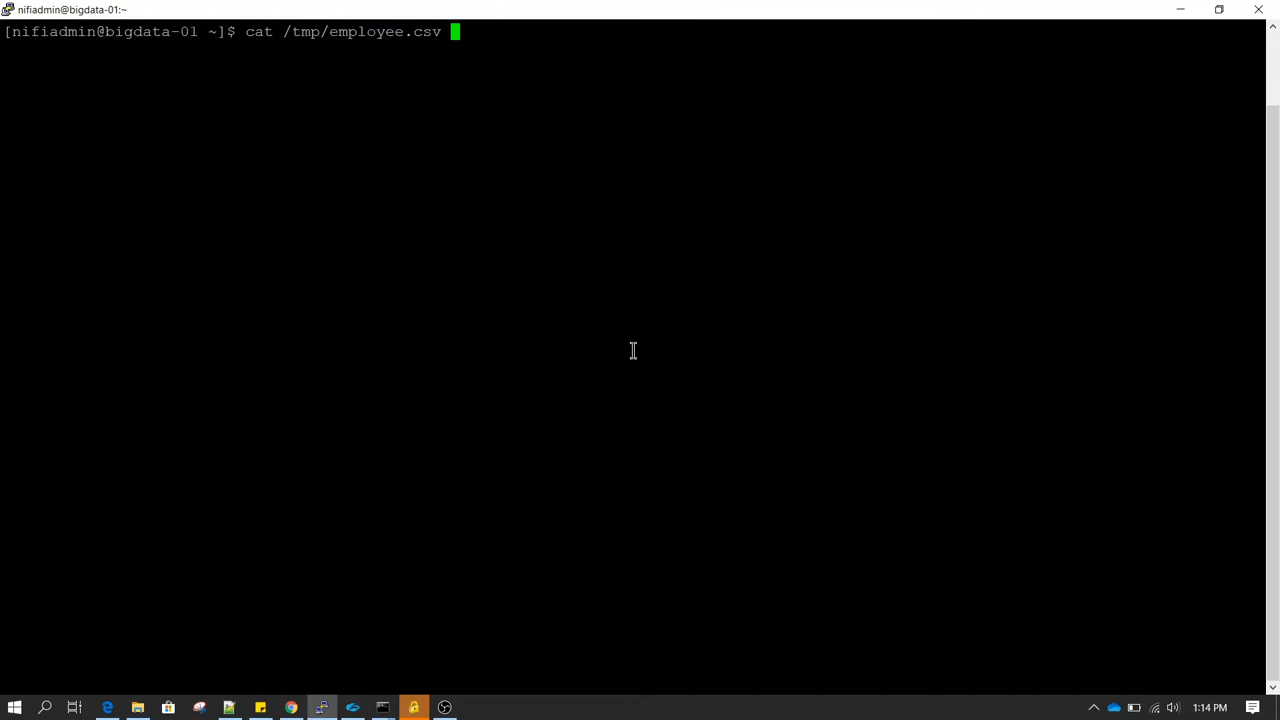 nifiadmin@bigdata-01:~
[nifiadmin@bigdata-01 ~]$ cat /tmp/employee.csv
1:14 PM